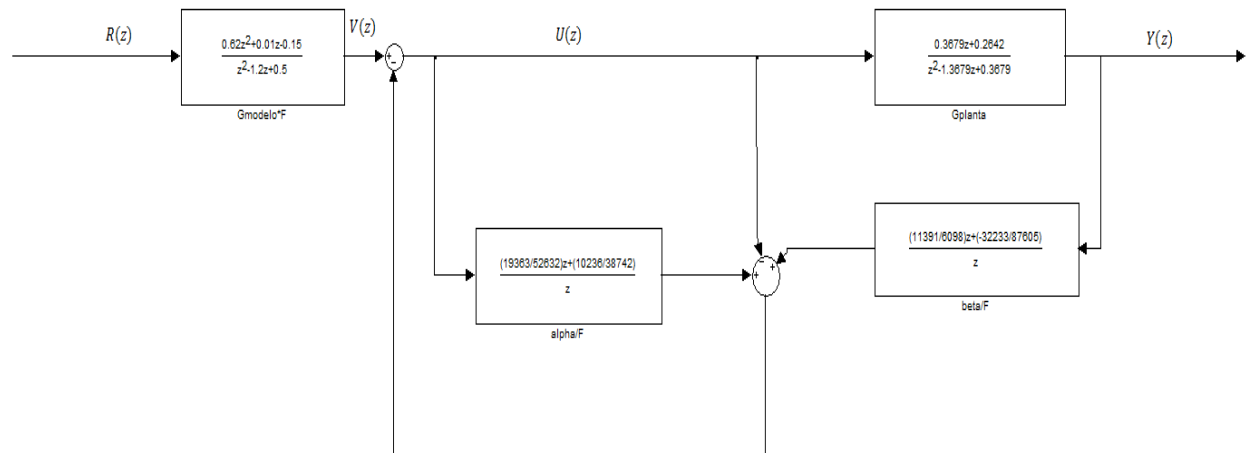 R(z)
0.62z²+0.01z-0.15
z²-1.2z+0.5
Gmodelo*F
V(z)
+
−
U(z)
0.3679z+0.2642
z²-1.3679z+0.3679
Gplanta
Y(z)
(19363/52632)z+(10236/38742)
z
alpha/F
−
+
+
(11391/6098)z+(-32233/87605)
z
beta/F